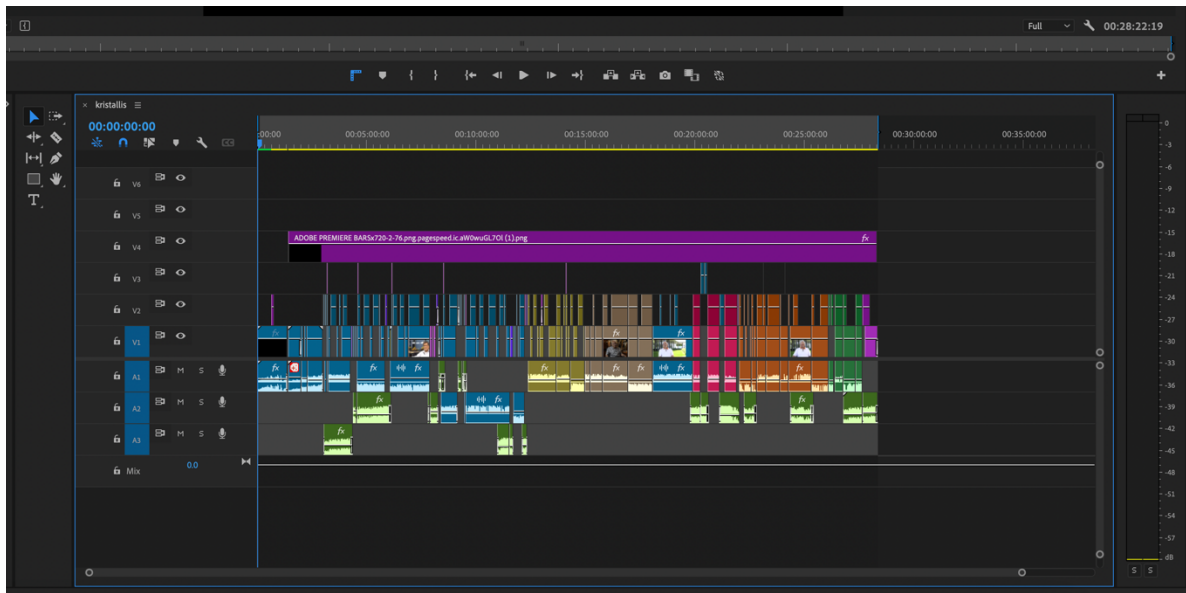 Full 00:28:22:19
× kristallis
00:00:00:00
:00:00 00:05:00:00 00:10:00:00 00:15:00:00 00:20:00:00 00:25:00:00 00:30:00:00 00:35:00:00
V6
V5
V4 ADOBE PREMIERE BARSx720-2-76.png.pagespeed.ic.aW0wuGL7OI (1).png fx
V3
V2
V1 fx fx fx
A1 M S fx fx fx fx fx fx fx fx
A2 M S fx fx fx
A3 M S fx
Mix 0.0
T
CC
0
-3
-6
-9
-12
-15
-18
-21
-24
-27
-30
-33
-36
-39
-42
-45
-48
-51
-54
-57
dB
S S